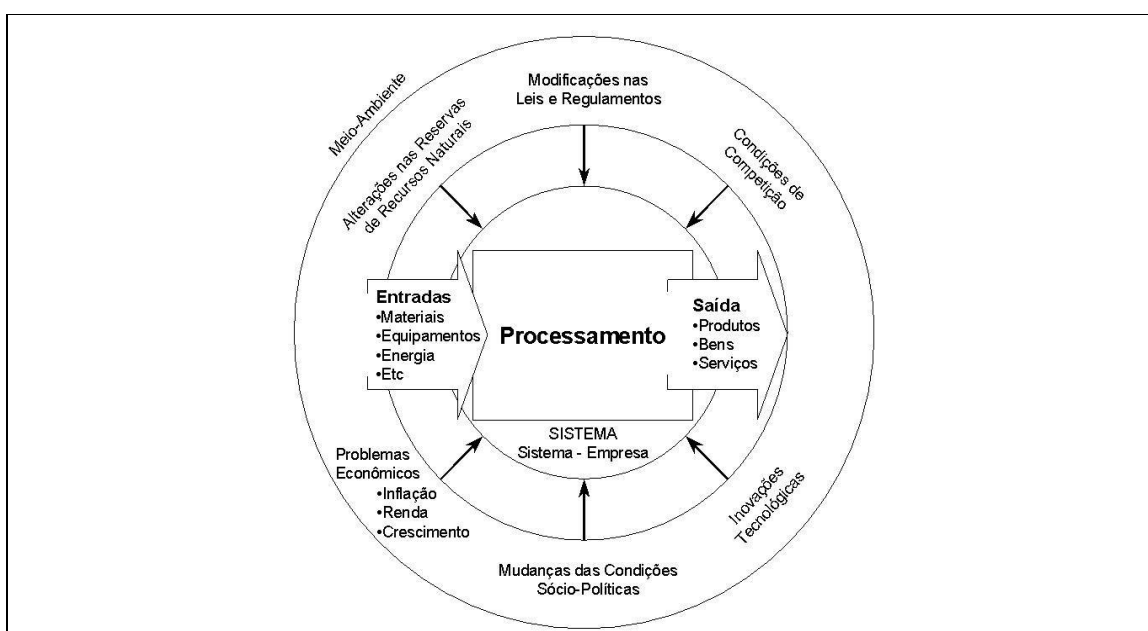 Meio-Ambiente
Alterações nas Reservas
de Recursos Naturais
Modificações nas
Leis e Regulamentos
Condições de
Competição
Entradas
•Materiais
•Equipamentos
•Energia
•Etc
Processamento
Saída
•Produtos
•Bens
•Serviços
SISTEMA
Sistema - Empresa
Problemas
Econômicos
•Inflação
•Renda
•Crescimento
Mudanças das Condições
Sócio-Políticas
Inovações
Tecnológicas